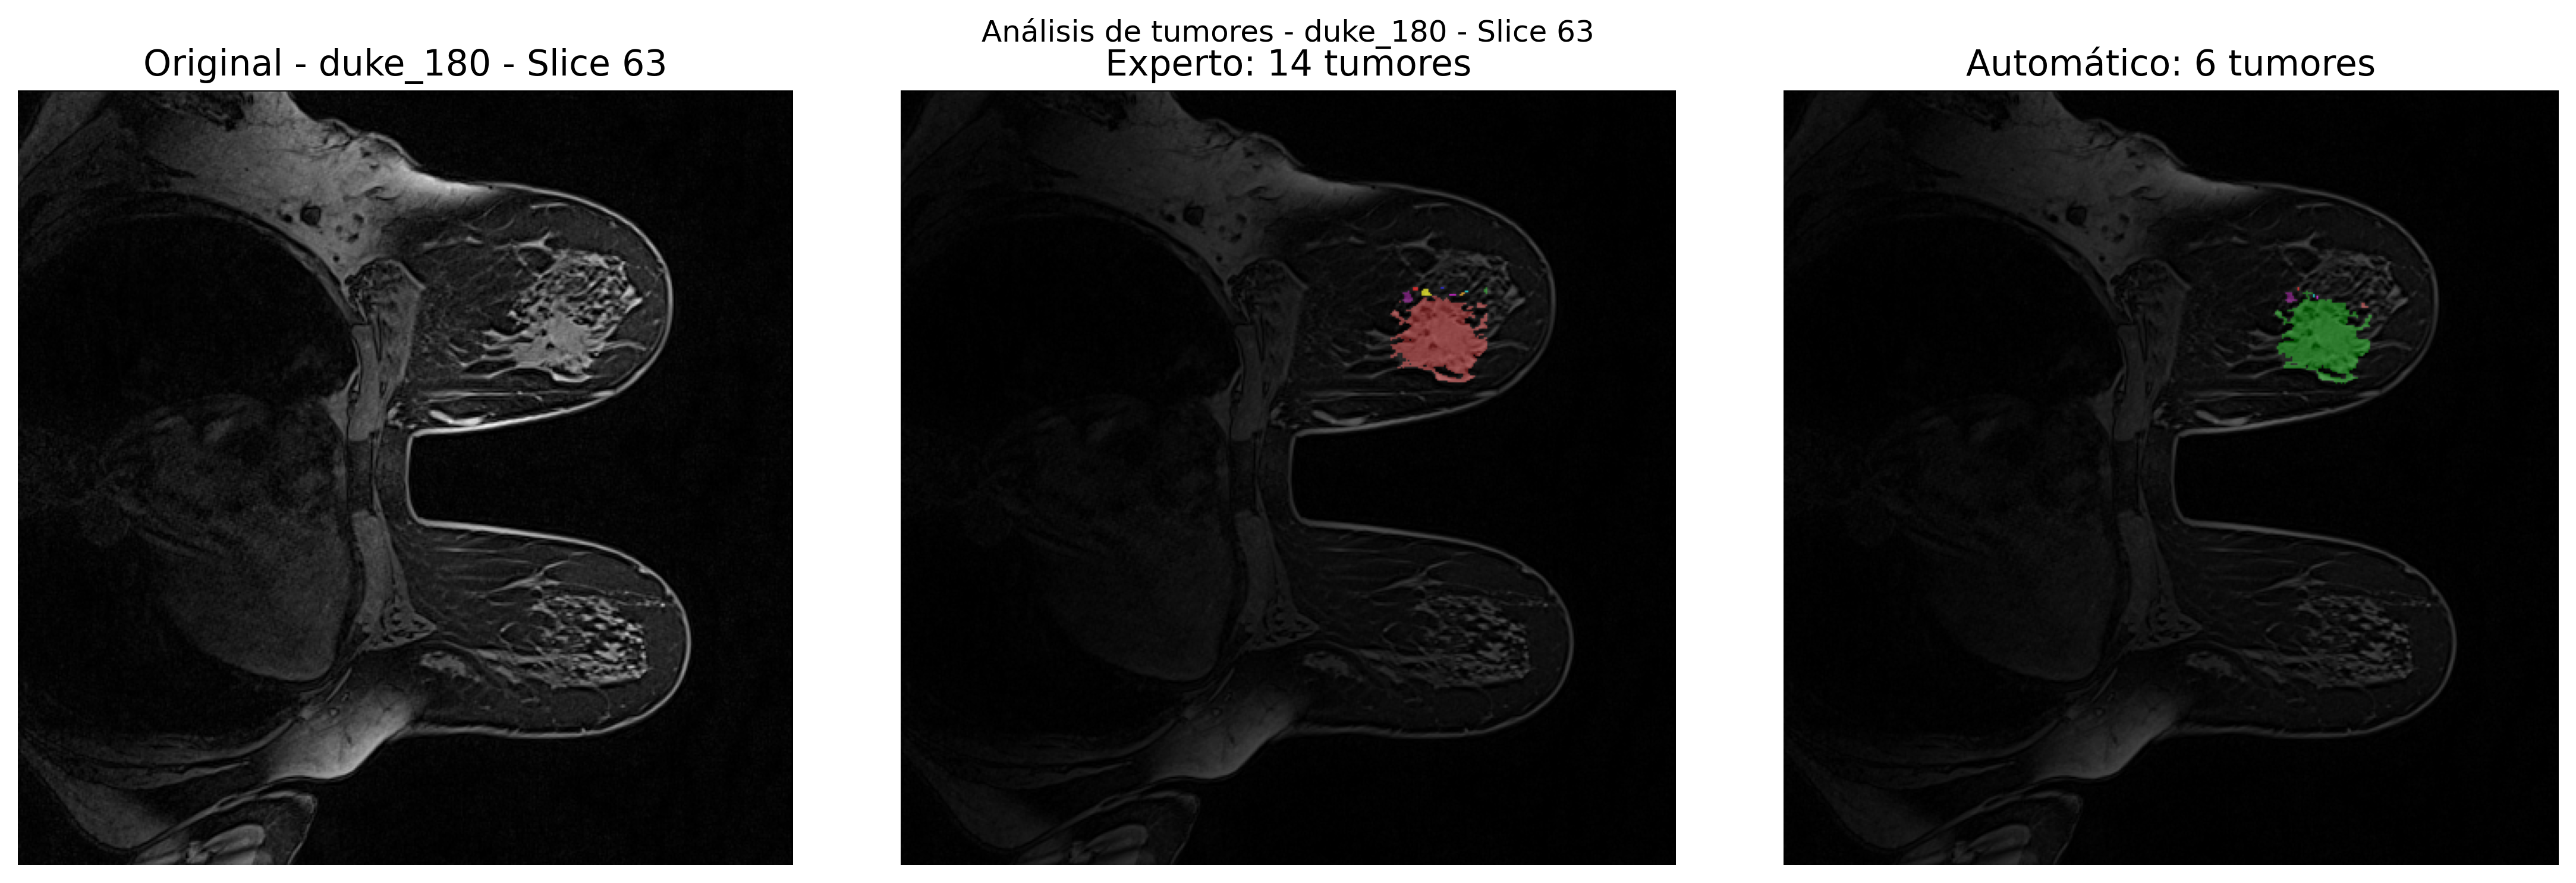 Análisis de tumores - duke_180 - Slice 63
Original - duke_180 - Slice 63
Experto: 14 tumores
Automático: 6 tumores